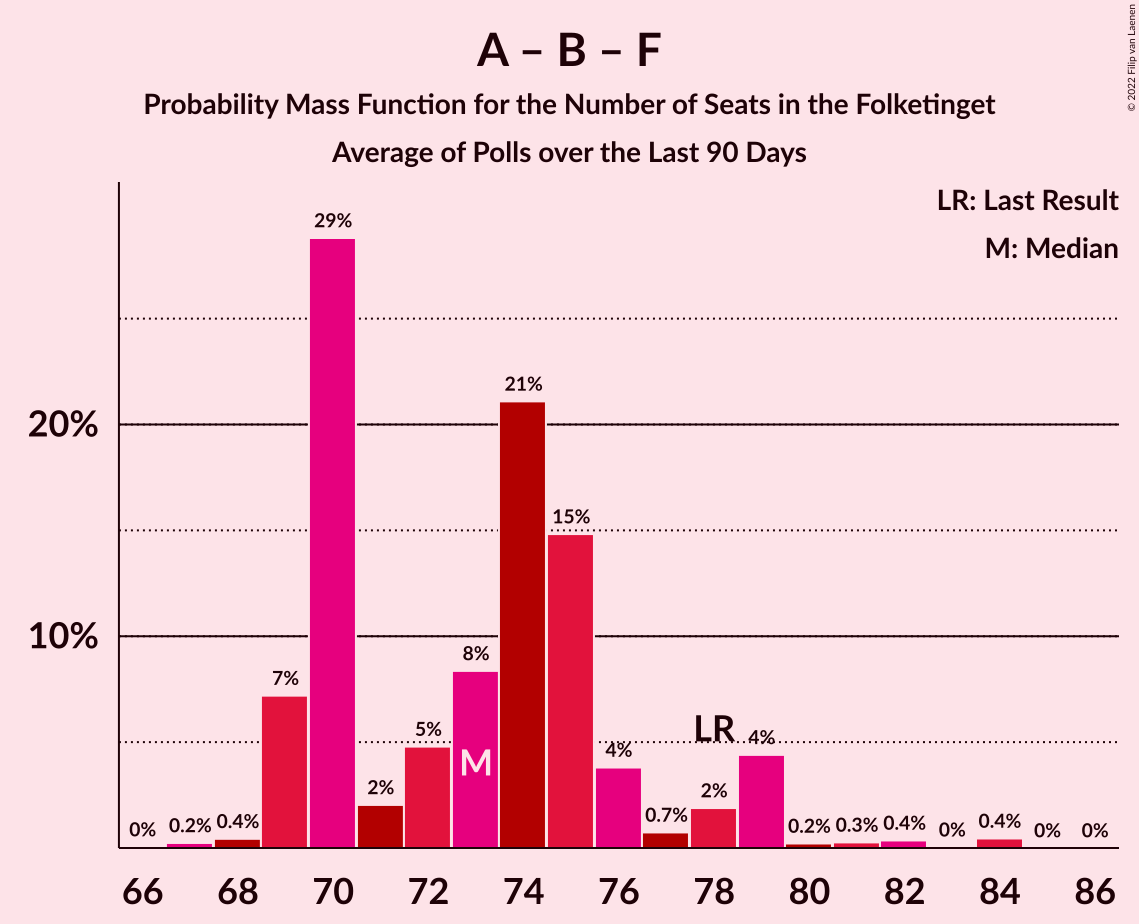 A – B – F
Probability Mass Function for the Number of Seats in the Folketinget
Average of Polls over the Last 90 Days
© 2022 Filip van Laenen
LR: Last Result
M: Median
20%
10%
0%
0.2%
0.4%
7%
29%
2%
5%
8%
M
21%
15%
4%
0.7%
LR
2%
4%
0.2%
0.3%
0.4%
0%
0.4%
0%
0%
66 68 70 72 74 76 78 80 82 84 86